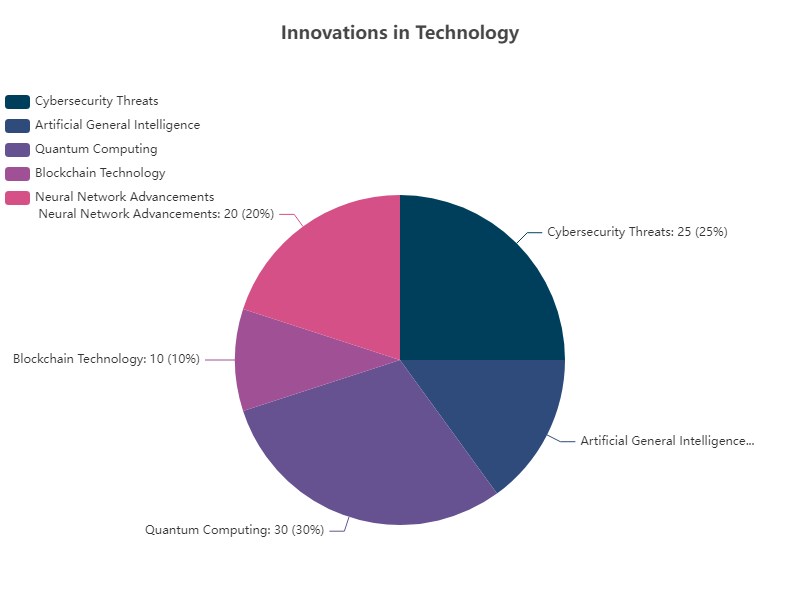 Innovations in Technology
Cybersecurity Threats
Artificial General Intelligence
Quantum Computing
Blockchain Technology
Neural Network Advancements
Neural Network Advancements: 20 (20%)
Cybersecurity Threats: 25 (25%)
Blockchain Technology: 10 (10%)
Artificial General Intelligence...
Quantum Computing: 30 (30%)